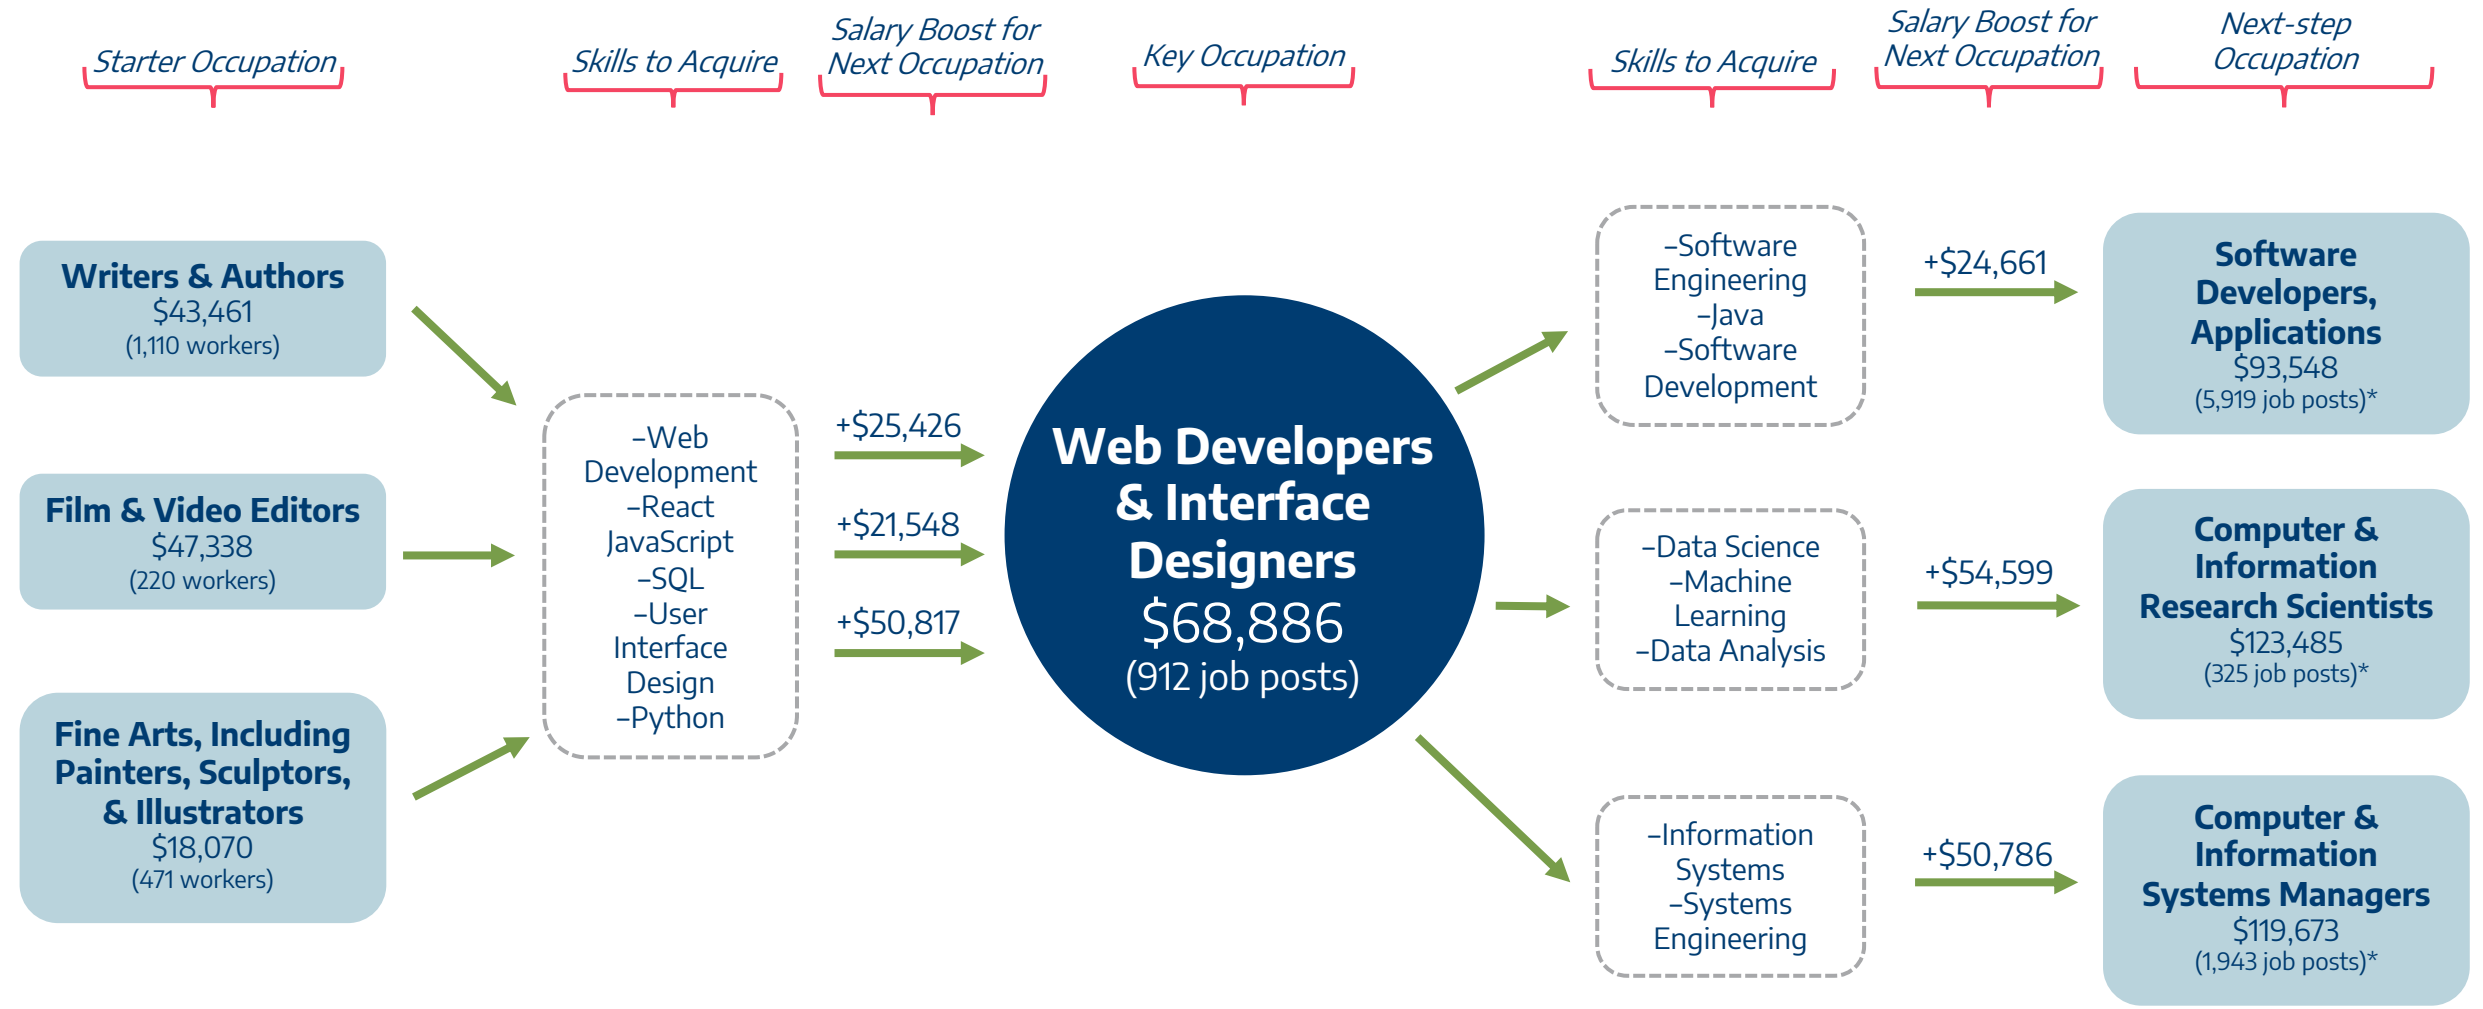 Starter Occupation
Skills to Acquire
Salary Boost for
Next Occupation
Key Occupation
Skills to Acquire
Salary Boost for
Next Occupation
Next-step
Occupation
Writers & Authors
$43,461
(1,110 workers)
Film & Video Editors
$47,338
(220 workers)
Fine Arts, Including
Painters, Sculptors,
& Illustrators
$18,070
(471 workers)
–Web
Development
–React
JavaScript
–SQL
–User
Interface
Design
–Python
+$25,426
+$21,548
+$50,817
Web Developers
& Interface
Designers
$68,886
(912 job posts)
–Software
Engineering
–Java
–Software
Development
+$24,661
Software
Developers,
Applications
$93,548
(5,919 job posts)*
–Data Science
–Machine
Learning
–Data Analysis
+$54,599
Computer &
Information
Research Scientists
$123,485
(325 job posts)*
–Information
Systems
–Systems
Engineering
+$50,786
Computer &
Information
Systems Managers
$119,673
(1,943 job posts)*